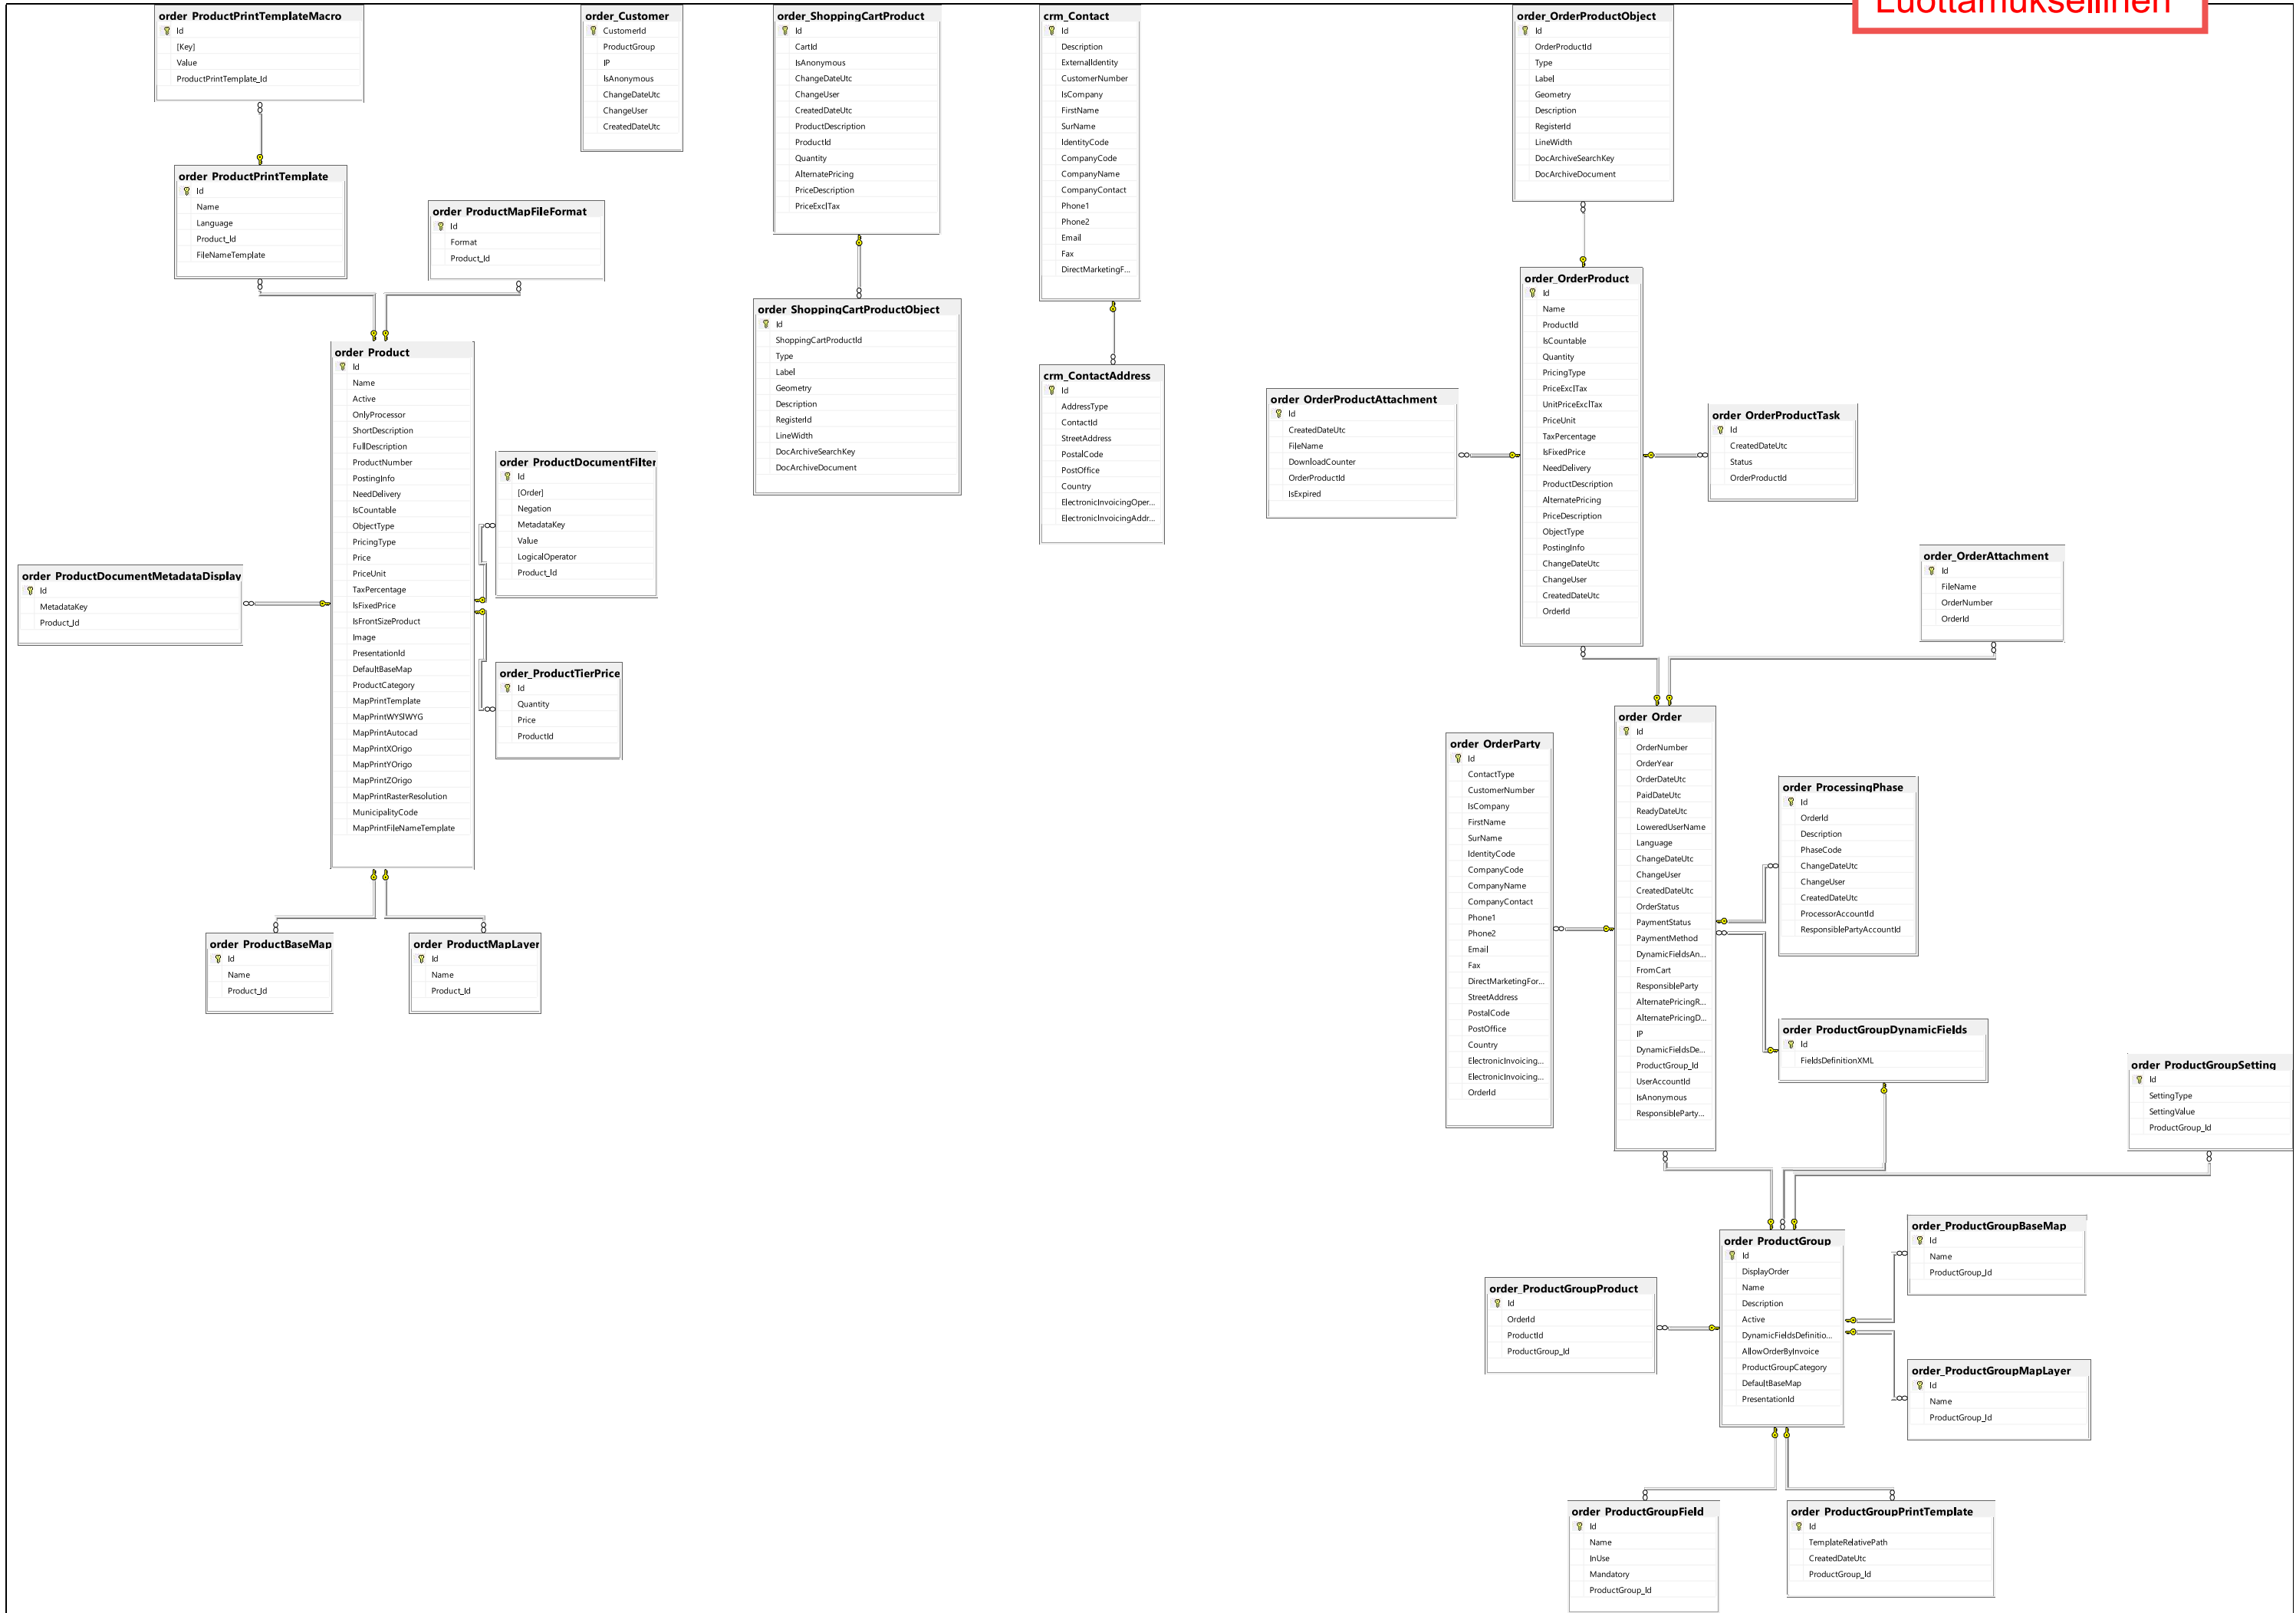 Luottamuksellinen
order_ProductPrintTemplateMacro
Id
[Key]
Value
ProductPrintTemplate_Id
order_Customer
CustomerId
ProductGroup
IP
IsAnonymous
ChangeDateUtc
ChangeUser
CreatedDateUtc
order_ShoppingCartProduct
Id
CartId
IsAnonymous
ChangeDateUtc
ChangeUser
CreatedDateUtc
ProductDescription
ProductId
Quantity
AlternatePricing
PriceDescription
PriceExclTax
crm_Contact
Id
Description
ExternalIdentity
CustomerNumber
IsCompany
FirstName
SurName
IdentityCode
CompanyCode
CompanyName
CompanyContact
Phone1
Phone2
Email
Fax
DirectMarketingF...
order_OrderProductObject
Id
OrderProductId
Type
Label
Geometry
Description
RegisterId
LineWidth
DocArchiveSearchKey
DocArchiveDocument
order_ProductPrintTemplate
Id
Name
Language
Product_Id
FileNameTemplate
order_ProductMapFileFormat
Id
Format
Product_Id
order_OrderProduct
Id
Name
ProductId
IsCountable
Quantity
PricingType
PriceExclTax
UnitPriceExclTax
PriceUnit
TaxPercentage
IsFixedPrice
NeedDelivery
ProductDescription
AlternatePricing
PriceDescription
ObjectType
PostingInfo
ChangeDateUtc
ChangeUser
CreatedDateUtc
OrderId
order_ShoppingCartProductObject
Id
ShoppingCartProductId
Type
Label
Geometry
Description
RegisterId
LineWidth
DocArchiveSearchKey
DocArchiveDocument
order_Product
Id
Name
Active
OnlyProcessor
ShortDescription
FullDescription
ProductNumber
PostingInfo
NeedDelivery
IsCountable
ObjectType
PricingType
Price
PriceUnit
TaxPercentage
IsFixedPrice
IsFrontSizeProduct
Image
PresentationId
DefaultBaseMap
ProductCategory
MapPrintTemplate
MapPrintWYSIWYG
MapPrintAutocad
MapPrintXOrigo
MapPrintYOrigo
MapPrintZOrigo
MapPrintRasterResolution
MunicipalityCode
MapPrintFileNameTemplate
crm_ContactAddress
Id
AddressType
ContactId
StreetAddress
PostalCode
PostOffice
Country
ElectronicInvoicingOper...
ElectronicInvoicingAddr...
order_OrderProductAttachment
Id
CreatedDateUtc
FileName
DownloadCounter
OrderProductId
IsExpired
order_OrderProductTask
Id
CreatedDateUtc
Status
OrderProductId
order_ProductDocumentFilter
Id
[Order]
Negation
MetadataKey
Value
LogicalOperator
Product_Id
order_OrderAttachment
Id
FileName
OrderNumber
OrderId
order_ProductDocumentMetadataDisplay
Id
MetadataKey
Product_Id
order_ProductTierPrice
Id
Quantity
Price
ProductId
order_Order
Id
OrderNumber
OrderYear
OrderDateUtc
PaidDateUtc
ReadyDateUtc
LoweredUserName
Language
ChangeDateUtc
ChangeUser
CreatedDateUtc
OrderStatus
PaymentStatus
PaymentMethod
DynamicFieldsAn...
FromCart
ResponsibleParty
AlternatePricingR...
AlternatePricingD...
IP
DynamicFieldsDe...
ProductGroup_Id
UserAccountId
IsAnonymous
ResponsibleParty...
order_OrderParty
Id
ContactType
CustomerNumber
IsCompany
FirstName
SurName
IdentityCode
CompanyCode
CompanyName
CompanyContact
Phone1
Phone2
Email
Fax
DirectMarketingFor...
StreetAddress
PostalCode
PostOffice
Country
ElectronicInvoicing...
ElectronicInvoicing...
OrderId
order_ProcessingPhase
Id
OrderId
Description
PhaseCode
ChangeDateUtc
ChangeUser
CreatedDateUtc
ProcessorAccountId
ResponsiblePartyAccountId
order_ProductBaseMap
Id
Name
Product_Id
order_ProductMapLayer
Id
Name
Product_Id
order_ProductGroupDynamicFields
Id
FieldsDefinitionXML
order_ProductGroupSetting
Id
SettingType
SettingValue
ProductGroup_Id
order_ProductGroup
Id
DisplayOrder
Name
Description
Active
DynamicFieldsDefinitio...
AllowOrderByInvoice
ProductGroupCategory
DefaultBaseMap
PresentationId
order_ProductGroupBaseMap
Id
Name
ProductGroup_Id
order_ProductGroupProduct
Id
OrderId
ProductId
ProductGroup_Id
order_ProductGroupMapLayer
Id
Name
ProductGroup_Id
order_ProductGroupField
Id
Name
InUse
Mandatory
ProductGroup_Id
order_ProductGroupPrintTemplate
Id
TemplateRelativePath
CreatedDateUtc
ProductGroup_Id